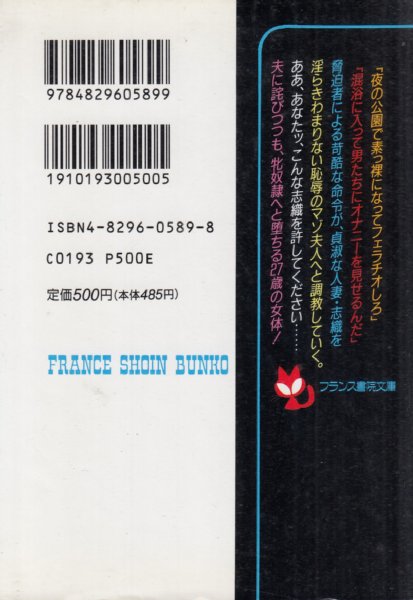 「夜の公園で素っ裸になってフェラチオしろ」
「混浴に入って男たちにオナニーを見せるんだ」
脅迫者による苛酷な命令が、貞淑な人妻・志織を
淫らきわまりない恥辱のマゾ夫人へと調教していく。
ああ、あなたッ、こんな志織を許してください……
夫に詫びつつも、牝奴隷へと堕ちる27歳の女体！
フランス書院文庫
9784829605899
1910193005005
ISBN4-8296-0589-8
C0193 P500E
定価500円(本体485円)
FRANCE SHOIN BUNKO